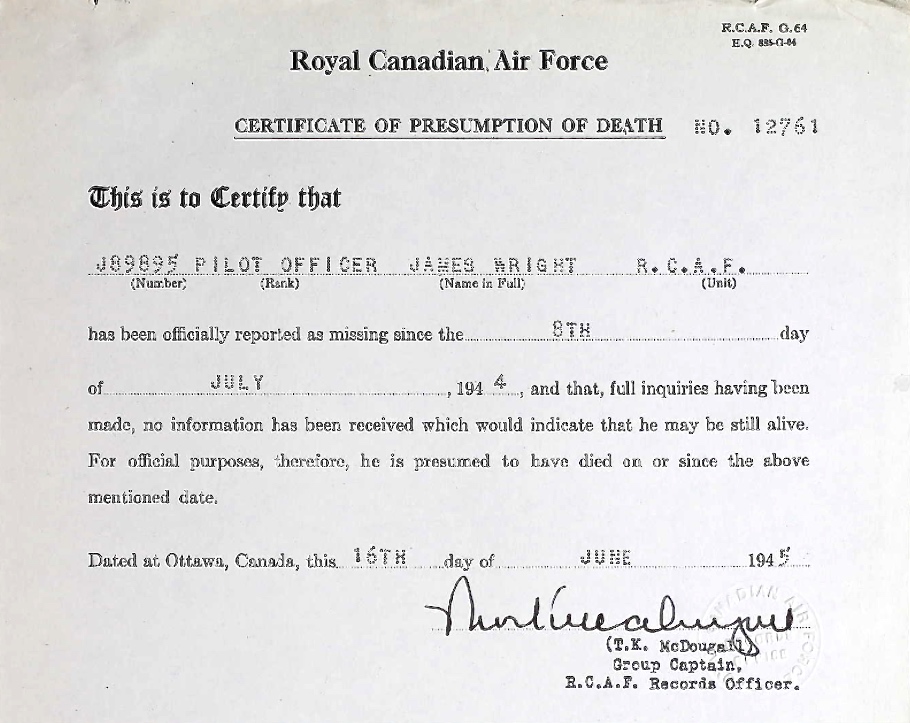 R.C.A.F. G.64
E.Q. 885-G-64
Royal Canadian Air Force
CERTIFICATE OF PRESUMPTION OF DEATH NO. 12761
This is to Certify that
J89895 PILOT OFFICER JAMES WRIGHT R.C.A.F.
(Number) (Rank) (Name in Full) (Unit)
has been officially reported as missing since the 8TH day
of JULY, 1944, and that, full inquiries having been
made, no information has been received which would indicate that he may be still alive.
For official purposes, therefore, he is presumed to have died on or since the above
mentioned date.
Dated at Ottawa, Canada, this 16TH day of JUNE 1945
(T.K. McDougall)
Group Captain,
R.C.A.F. Records Officer.